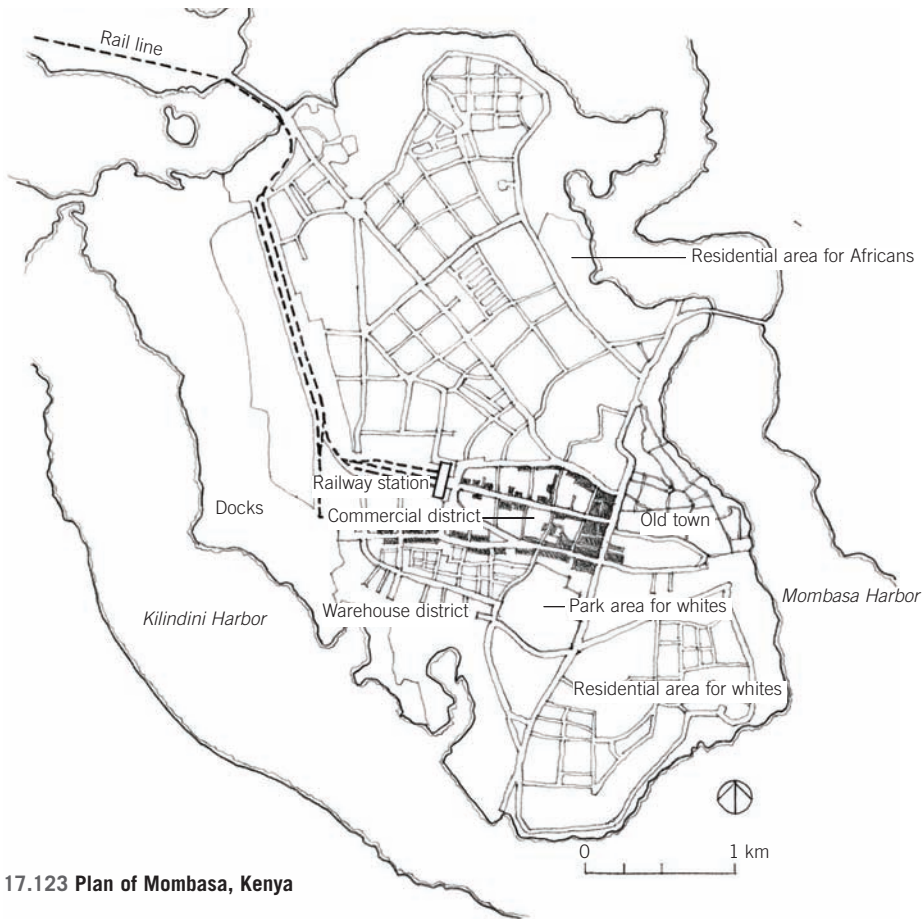 Rail line
Residential area for Africans
Railway station
Docks
Commercial district
Old town
Kilindini Harbor
Warehouse district
Park area for whites
Mombasa Harbor
Residential area for whites
0 1 km
17.123 Plan of Mombasa, Kenya